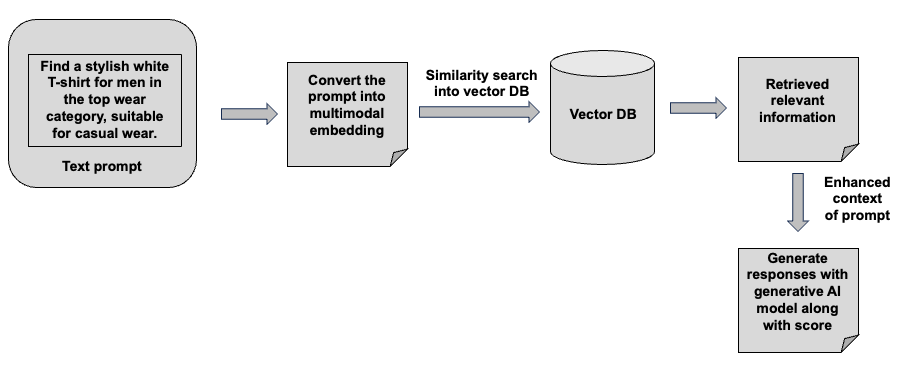 Find a stylish white
T-shirt for men in
the top wear
category, suitable
for casual wear.
Text prompt
Convert the
prompt into
multimodal
embedding
Similarity search
into vector DB
Vector DB
Retrieved
relevant
information
Enhanced
context
of prompt
Generate
responses with
generative AI
model along
with score